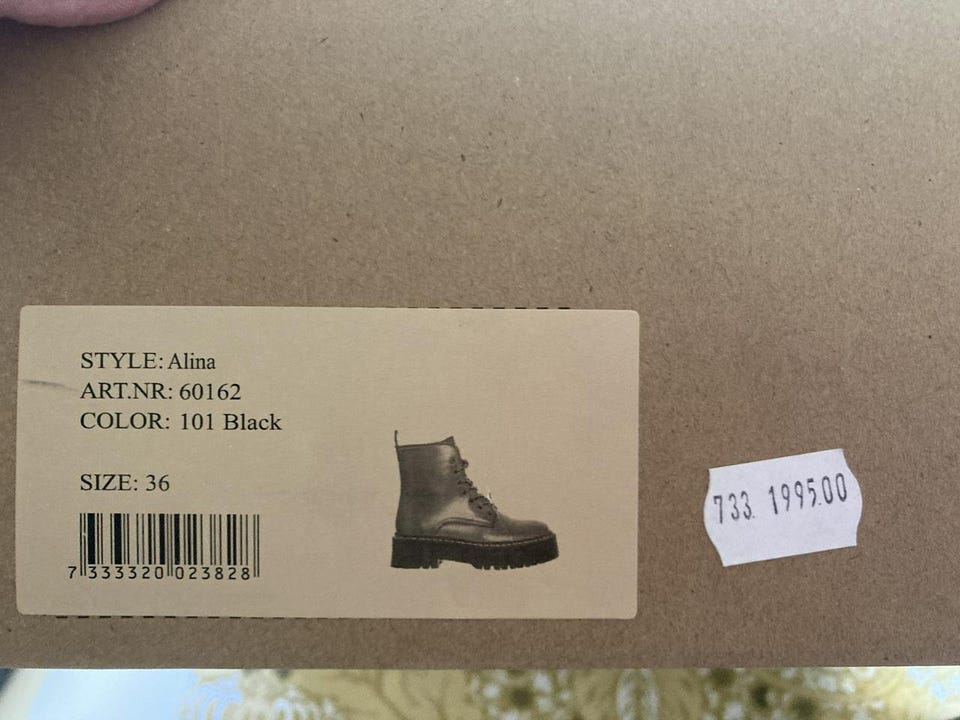 STYLE: Alina
ART.NR: 60162
COLOR: 101 Black
SIZE: 36
7 333320 023828
733. 1995.00